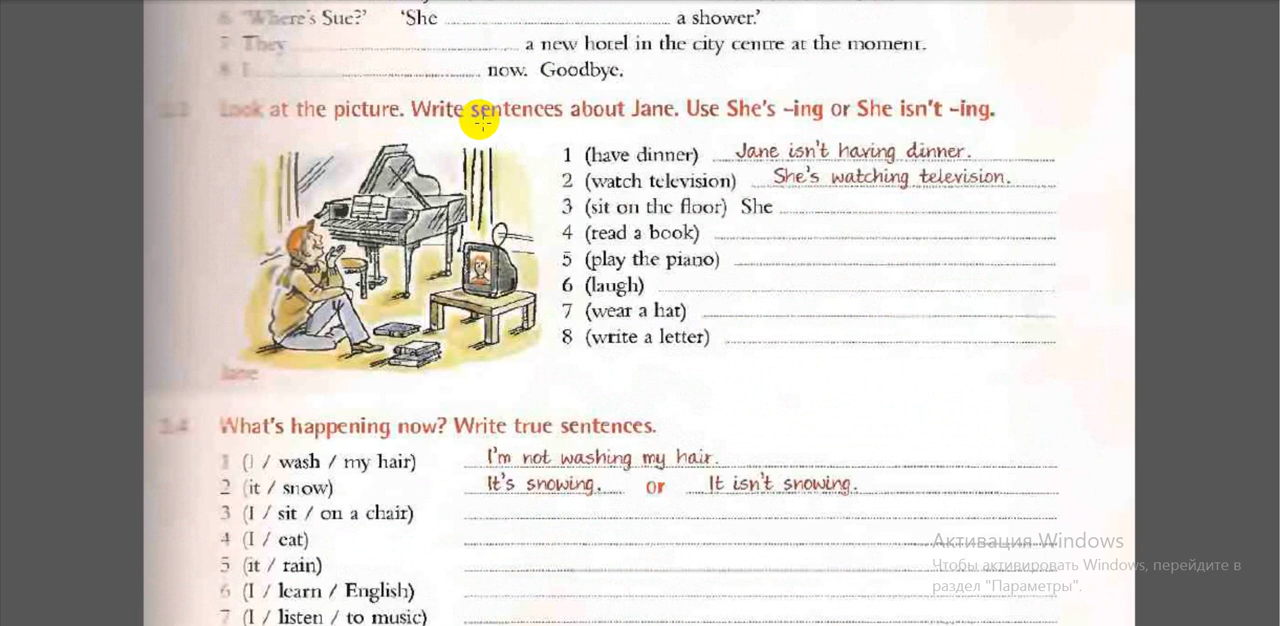 6 'Where's Sue?' 'She ........ a shower.'
7 They ........ a new hotel in the city centre at the moment.
8 I ........ now. Goodbye.
Look at the picture. Write sentences about Jane. Use She's –ing or She isn't –ing.
1 (have dinner) Jane isn't having dinner.
2 (watch television) She's watching television.
3 (sit on the floor) She
4 (read a book)
5 (play the piano)
6 (laugh)
7 (wear a hat)
8 (write a letter)
Jane
3.4 What's happening now? Write true sentences.
1 (I / wash / my hair) I'm not washing my hair.
2 (it / snow) It's snowing. or It isn't snowing.
3 (I / sit / on a chair)
4 (I / eat)
5 (it / rain)
6 (I / learn / English)
7 (I / listen / to music)
Активация Windows
Чтобы активировать Windows, перейдите в
раздел "Параметры".